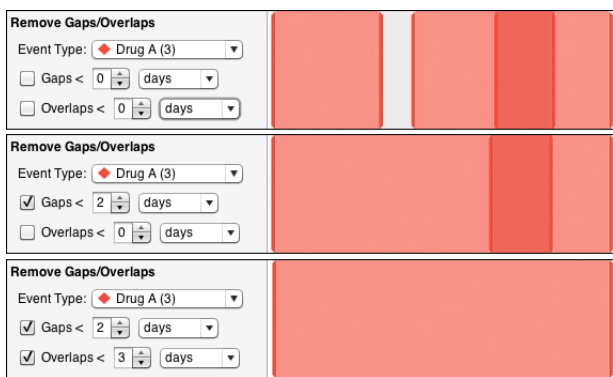 Remove Gaps/Overlaps
Event Type: Drug A (3)
Gaps < 0 days
Overlaps < 0 days
Remove Gaps/Overlaps
Event Type: Drug A (3)
Gaps < 2 days
Overlaps < 0 days
Remove Gaps/Overlaps
Event Type: Drug A (3)
Gaps < 2 days
Overlaps < 3 days